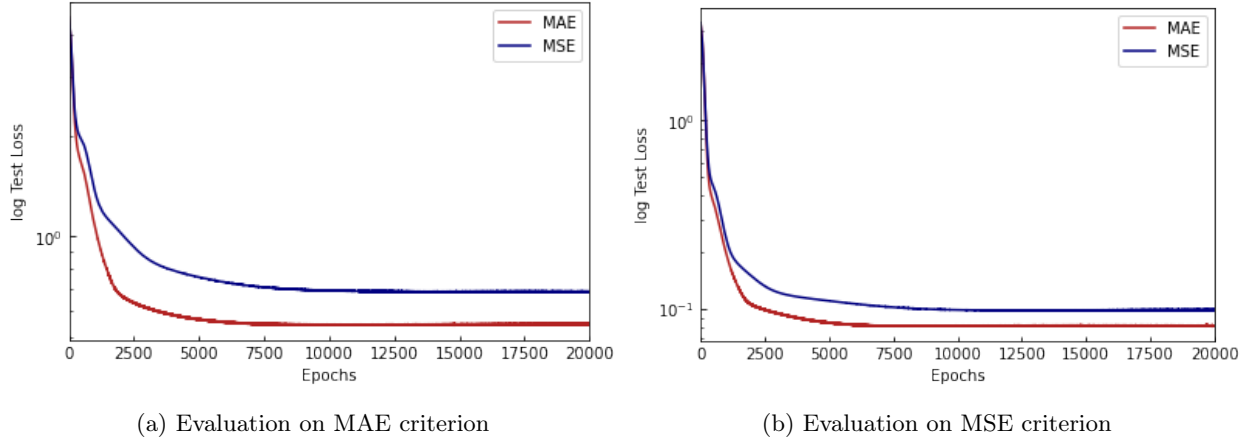 MAE
MSE
log Test Loss
10⁰
0
2500
5000
7500
10000
12500
15000
17500
20000
Epochs
(a) Evaluation on MAE criterion
MAE
MSE
log Test Loss
10⁰
10⁻¹
0
2500
5000
7500
10000
12500
15000
17500
20000
Epochs
(b) Evaluation on MSE criterion